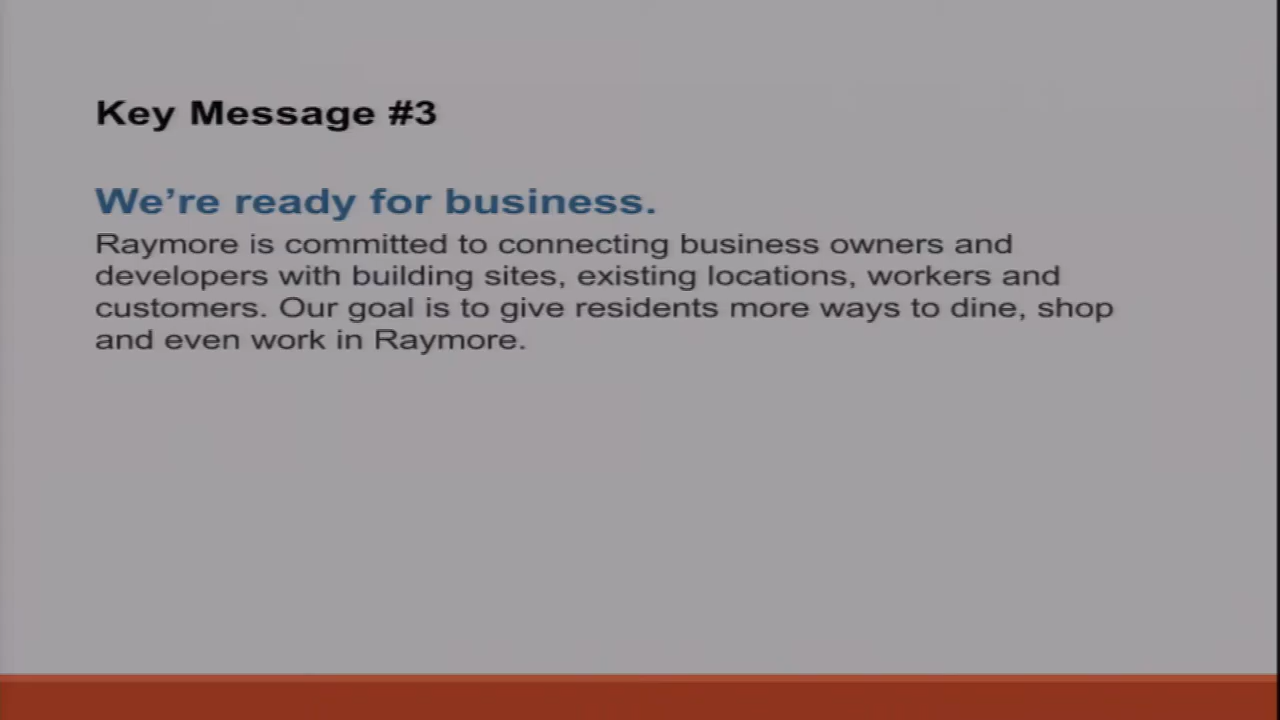 Key Message #3
We’re ready for business.
Raymore is committed to connecting business owners and
developers with building sites, existing locations, workers and
customers. Our goal is to give residents more ways to dine, shop
and even work in Raymore.